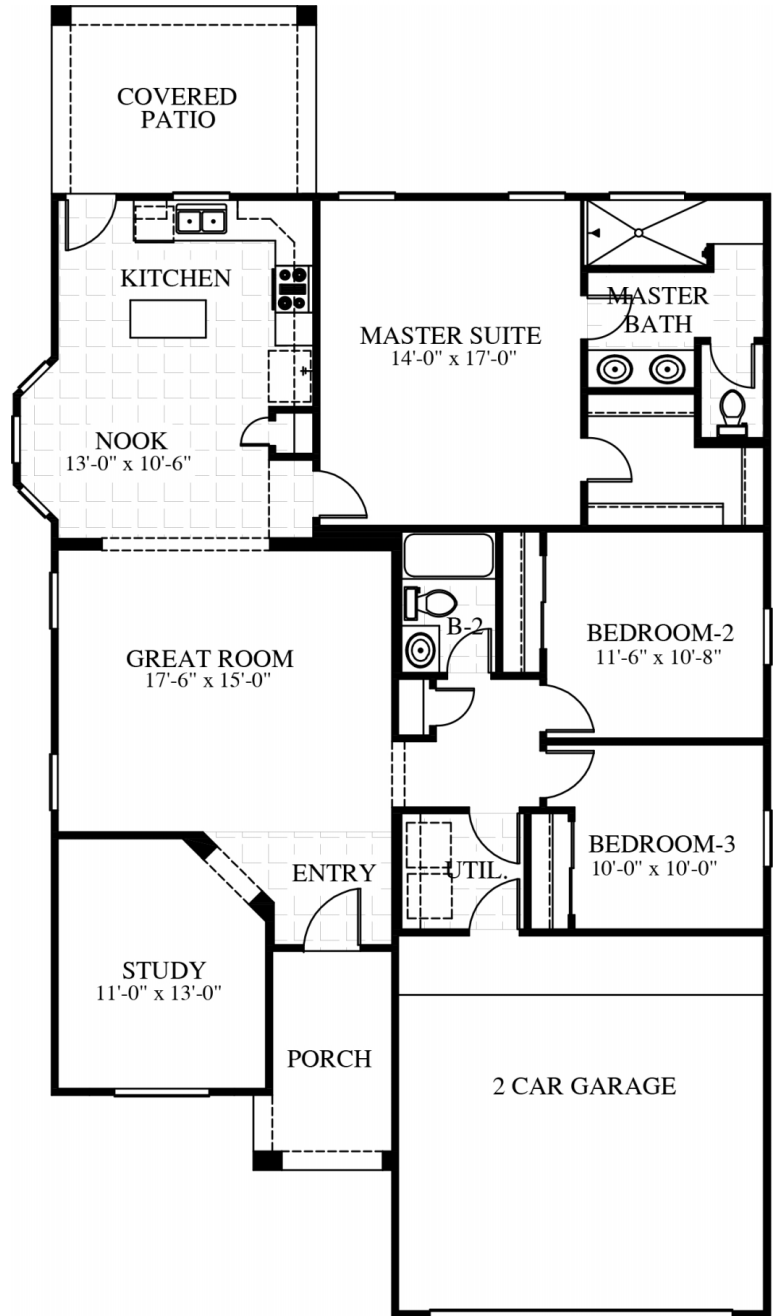 COVERED
PATIO
KITCHEN
MASTER
BATH
MASTER SUITE
14'-0" x 17'-0"
NOOK
13'-0" x 10'-6"
B-2
BEDROOM-2
11'-6" x 10'-8"
GREAT ROOM
17'-6" x 15'-0"
BEDROOM-3
10'-0" x 10'-0"
ENTRY
UTIL.
STUDY
11'-0" x 13'-0"
PORCH
2 CAR GARAGE